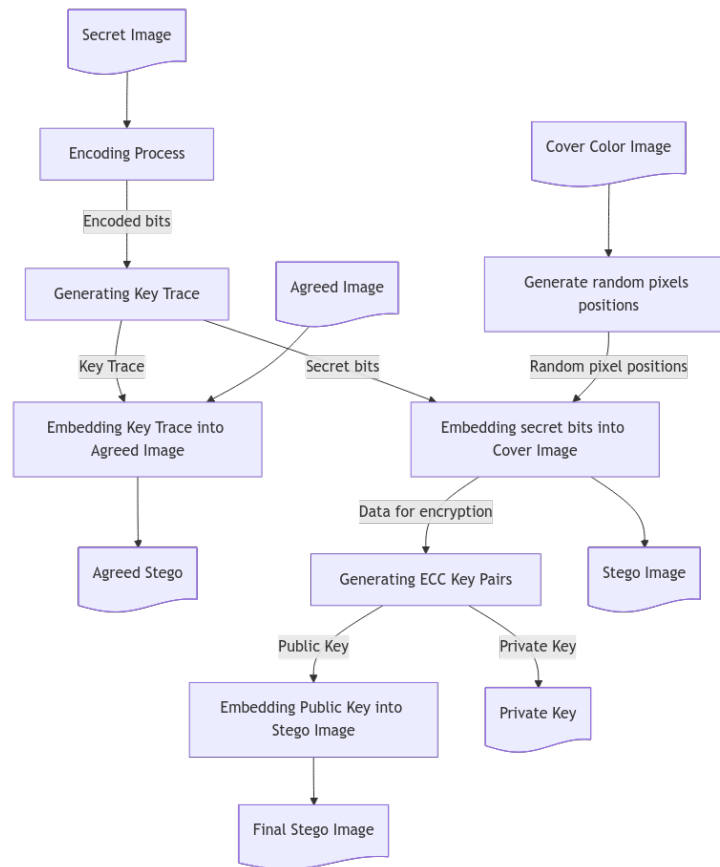 Secret Image
Encoding Process
Cover Color Image
Encoded bits
Generating Key Trace
Agreed Image
Generate random pixels
positions
Key Trace
Secret bits
Random pixel positions
Embedding Key Trace into
Agreed Image
Embedding secret bits into
Cover Image
Data for encryption
Agreed Stego
Generating ECC Key Pairs
Stego Image
Public Key
Private Key
Embedding Public Key into
Stego Image
Private Key
Final Stego Image